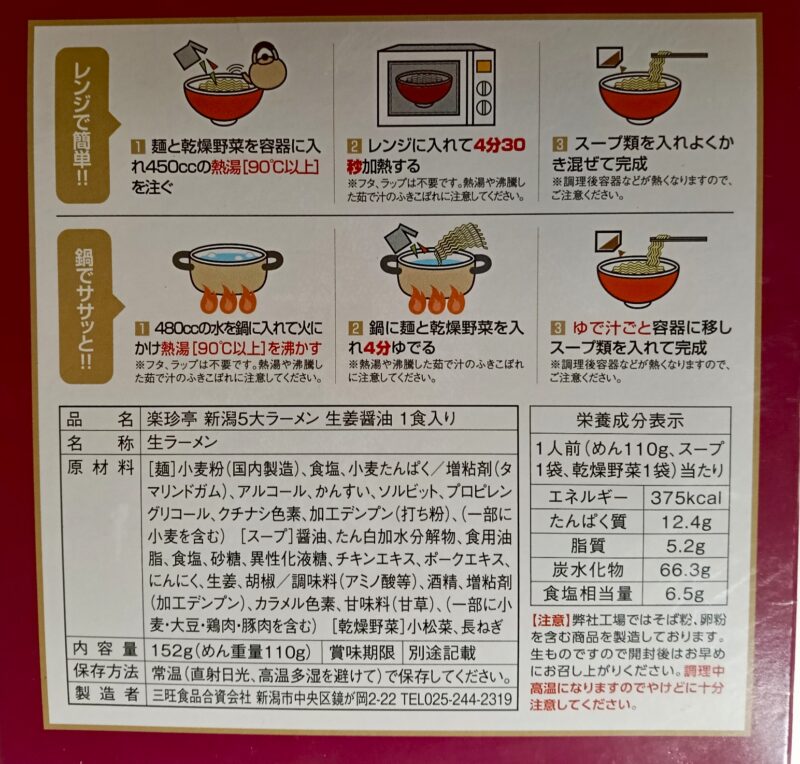 レンジで簡単!!
1 麺と乾燥野菜を容器に入
れ450ccの熱湯[90℃以上]
を注ぐ
2 レンジに入れて4分30
秒加熱する
※フタ、ラップは不要です。熱湯や沸騰し
た茹で汁のふきこぼれに注意してください。
3 スープ類を入れよくか
き混ぜて完成
※調理後容器などが熱くなりますので、
ご注意ください。
鍋でササッと!!
1 480ccの水を鍋に入れて火に
かけ熱湯[90℃以上]を沸かす
※フタ、ラップは不要です。熱湯や沸騰し
た茹で汁のふきこぼれに注意してください。
2 鍋に麺と乾燥野菜を入
れ4分ゆでる
※熱湯や沸騰した茹で汁のふきこぼれ
に注意してください。
3 ゆで汁ごと容器に移し
スープ類を入れて完成
※調理後容器などが熱くなりますので、
ご注意ください。
品名 楽珍亭 新潟5大ラーメン 生姜醤油 1食入り
名称 生ラーメン
原材料 [麺]小麦粉(国内製造)、食塩、小麦たんぱく/増粘剤(タ
マリンドガム)、アルコール、かんすい、ソルビット、プロピレン
グリコール、クチナシ色素、加工デンプン(打ち粉)、(一部に
小麦を含む) [スープ]醤油、たん白加水分解物、食用油
脂、食塩、砂糖、異性化液糖、チキンエキス、ポークエキス、
にんにく、生姜、胡椒/調味料(アミノ酸等)、酒精、増粘剤
(加工デンプン)、カラメル色素、甘味料(甘草)、(一部に小
麦・大豆・鶏肉・豚肉を含む) [乾燥野菜]小松菜、長ねぎ
内容量 152g(めん重量110g) 賞味期限 別途記載
保存方法 常温(直射日光、高温多湿を避けて)で保存してください。
製造者 三旺食品合資会社 新潟市中央区鏡が岡2-22 TEL025-244-2319
栄養成分表示
1人前(めん110g、スープ
1袋、乾燥野菜1袋)当たり
エネルギー 375kcal
たんぱく質 12.4g
脂質 5.2g
炭水化物 66.3g
食塩相当量 6.5g
【注意】弊社工場ではそば粉、卵粉
を含む商品を製造しております。
生ものですので開封後はお早め
にお召し上がりください。調理中
高温になりますのでやけどに十分
注意してください。